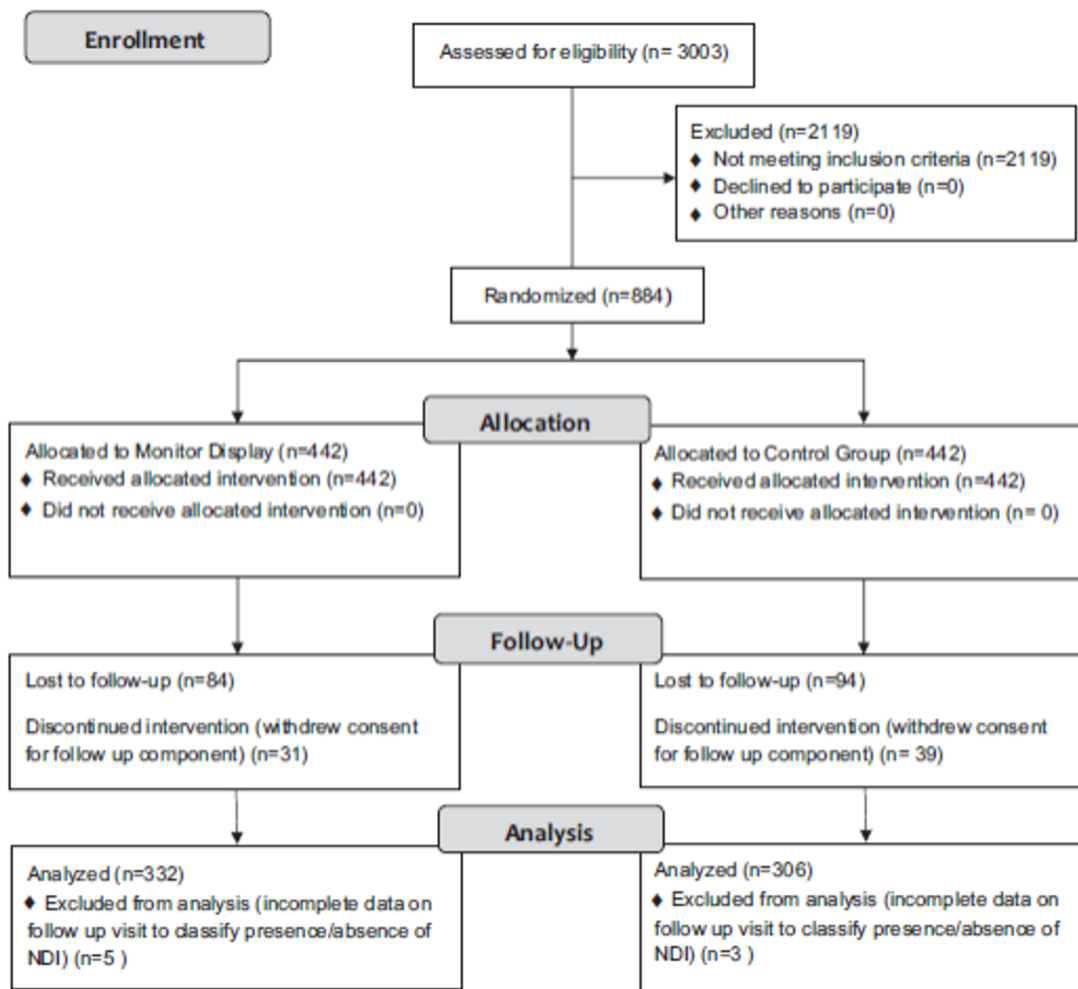 Enrollment
Assessed for eligibility (n= 3003)
Excluded (n=2119)
♦ Not meeting inclusion criteria (n=2119)
♦ Declined to participate (n=0)
♦ Other reasons (n=0)
Randomized (n=884)
Allocation
Allocated to Monitor Display (n=442)
♦ Received allocated intervention (n=442)
♦ Did not receive allocated intervention (n=0)
Allocated to Control Group (n=442)
♦ Received allocated intervention (n=442)
♦ Did not receive allocated intervention (n= 0)
Follow-Up
Lost to follow-up (n=84)
Discontinued intervention (withdrew consent
for follow up component) (n=31)
Lost to follow-up (n=94)
Discontinued intervention (withdrew consent
for follow up component) (n= 39)
Analysis
Analyzed (n=332)
♦ Excluded from analysis (incomplete data on
follow up visit to classify presence/absence of
NDI) (n=5 )
Analyzed (n=306)
♦ Excluded from analysis (incomplete data on
follow up visit to classify presence/absence of
NDI) (n=3 )